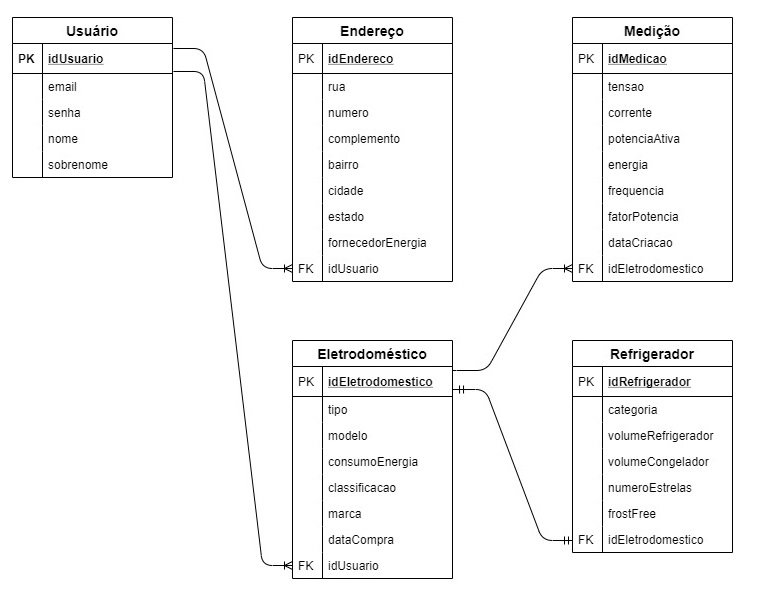 Usuário
PK idUsuario
email
senha
nome
sobrenome
Endereço
PK idEndereco
rua
numero
complemento
bairro
cidade
estado
fornecedorEnergia
FK idUsuario
Medição
PK idMedicao
tensao
corrente
potenciaAtiva
energia
frequencia
fatorPotencia
dataCriacao
FK idEletrodomestico
Eletrodoméstico
PK idEletrodomestico
tipo
modelo
consumoEnergia
classificacao
marca
dataCompra
FK idUsuario
Refrigerador
PK idRefrigerador
categoria
volumeRefrigerador
volumeCongelador
numeroEstrelas
frostFree
FK idEletrodomestico